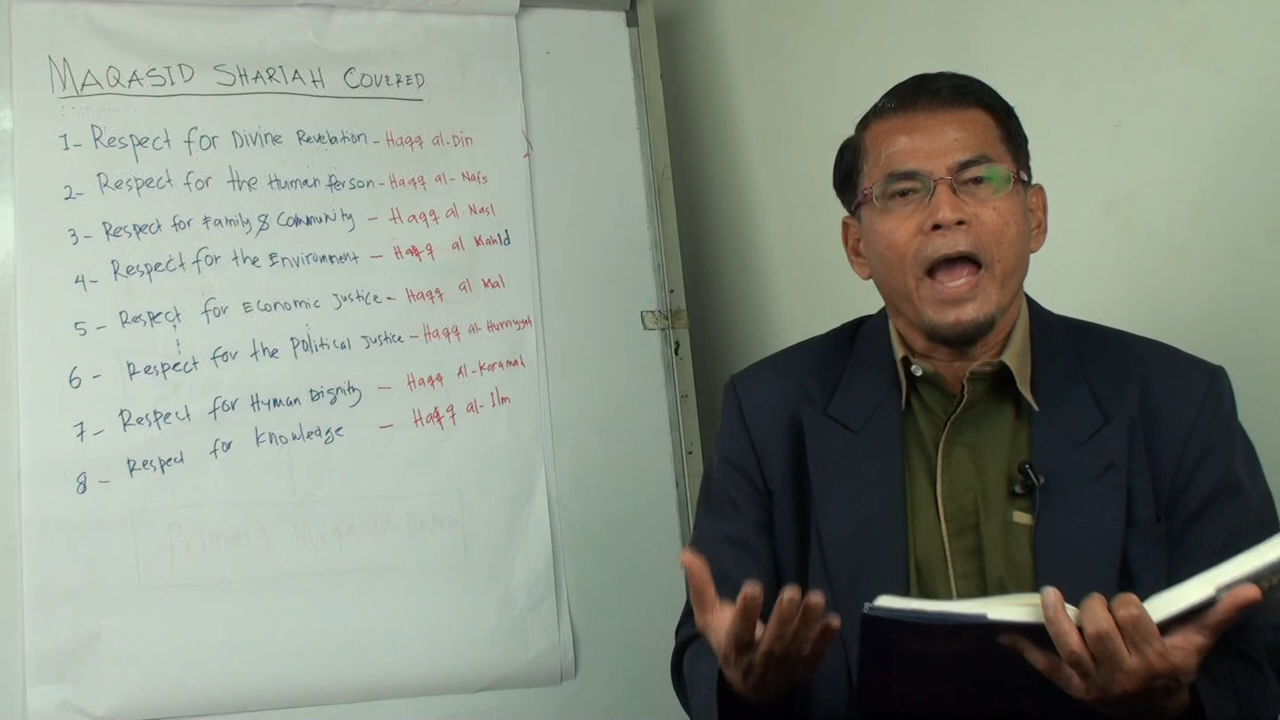 MAQASID SHARIAH COVERED
1- Respect for Divine Revelation - Haqq al-Din
2- Respect for the Human Person - Haqq al-Nafs
3- Respect for Family & Community - Haqq al Nasl
4- Respect for the Environment - Haqq al Mahld
5- Respect for Economic Justice - Haqq al Mal
6- Respect for the Political Justice - Haqq al-Hurriyyah
7- Respect for Human Dignity - Haqq Al-Karamah
8- Respect for Knowledge - Haqq al-Ilm
Primary Maqasid